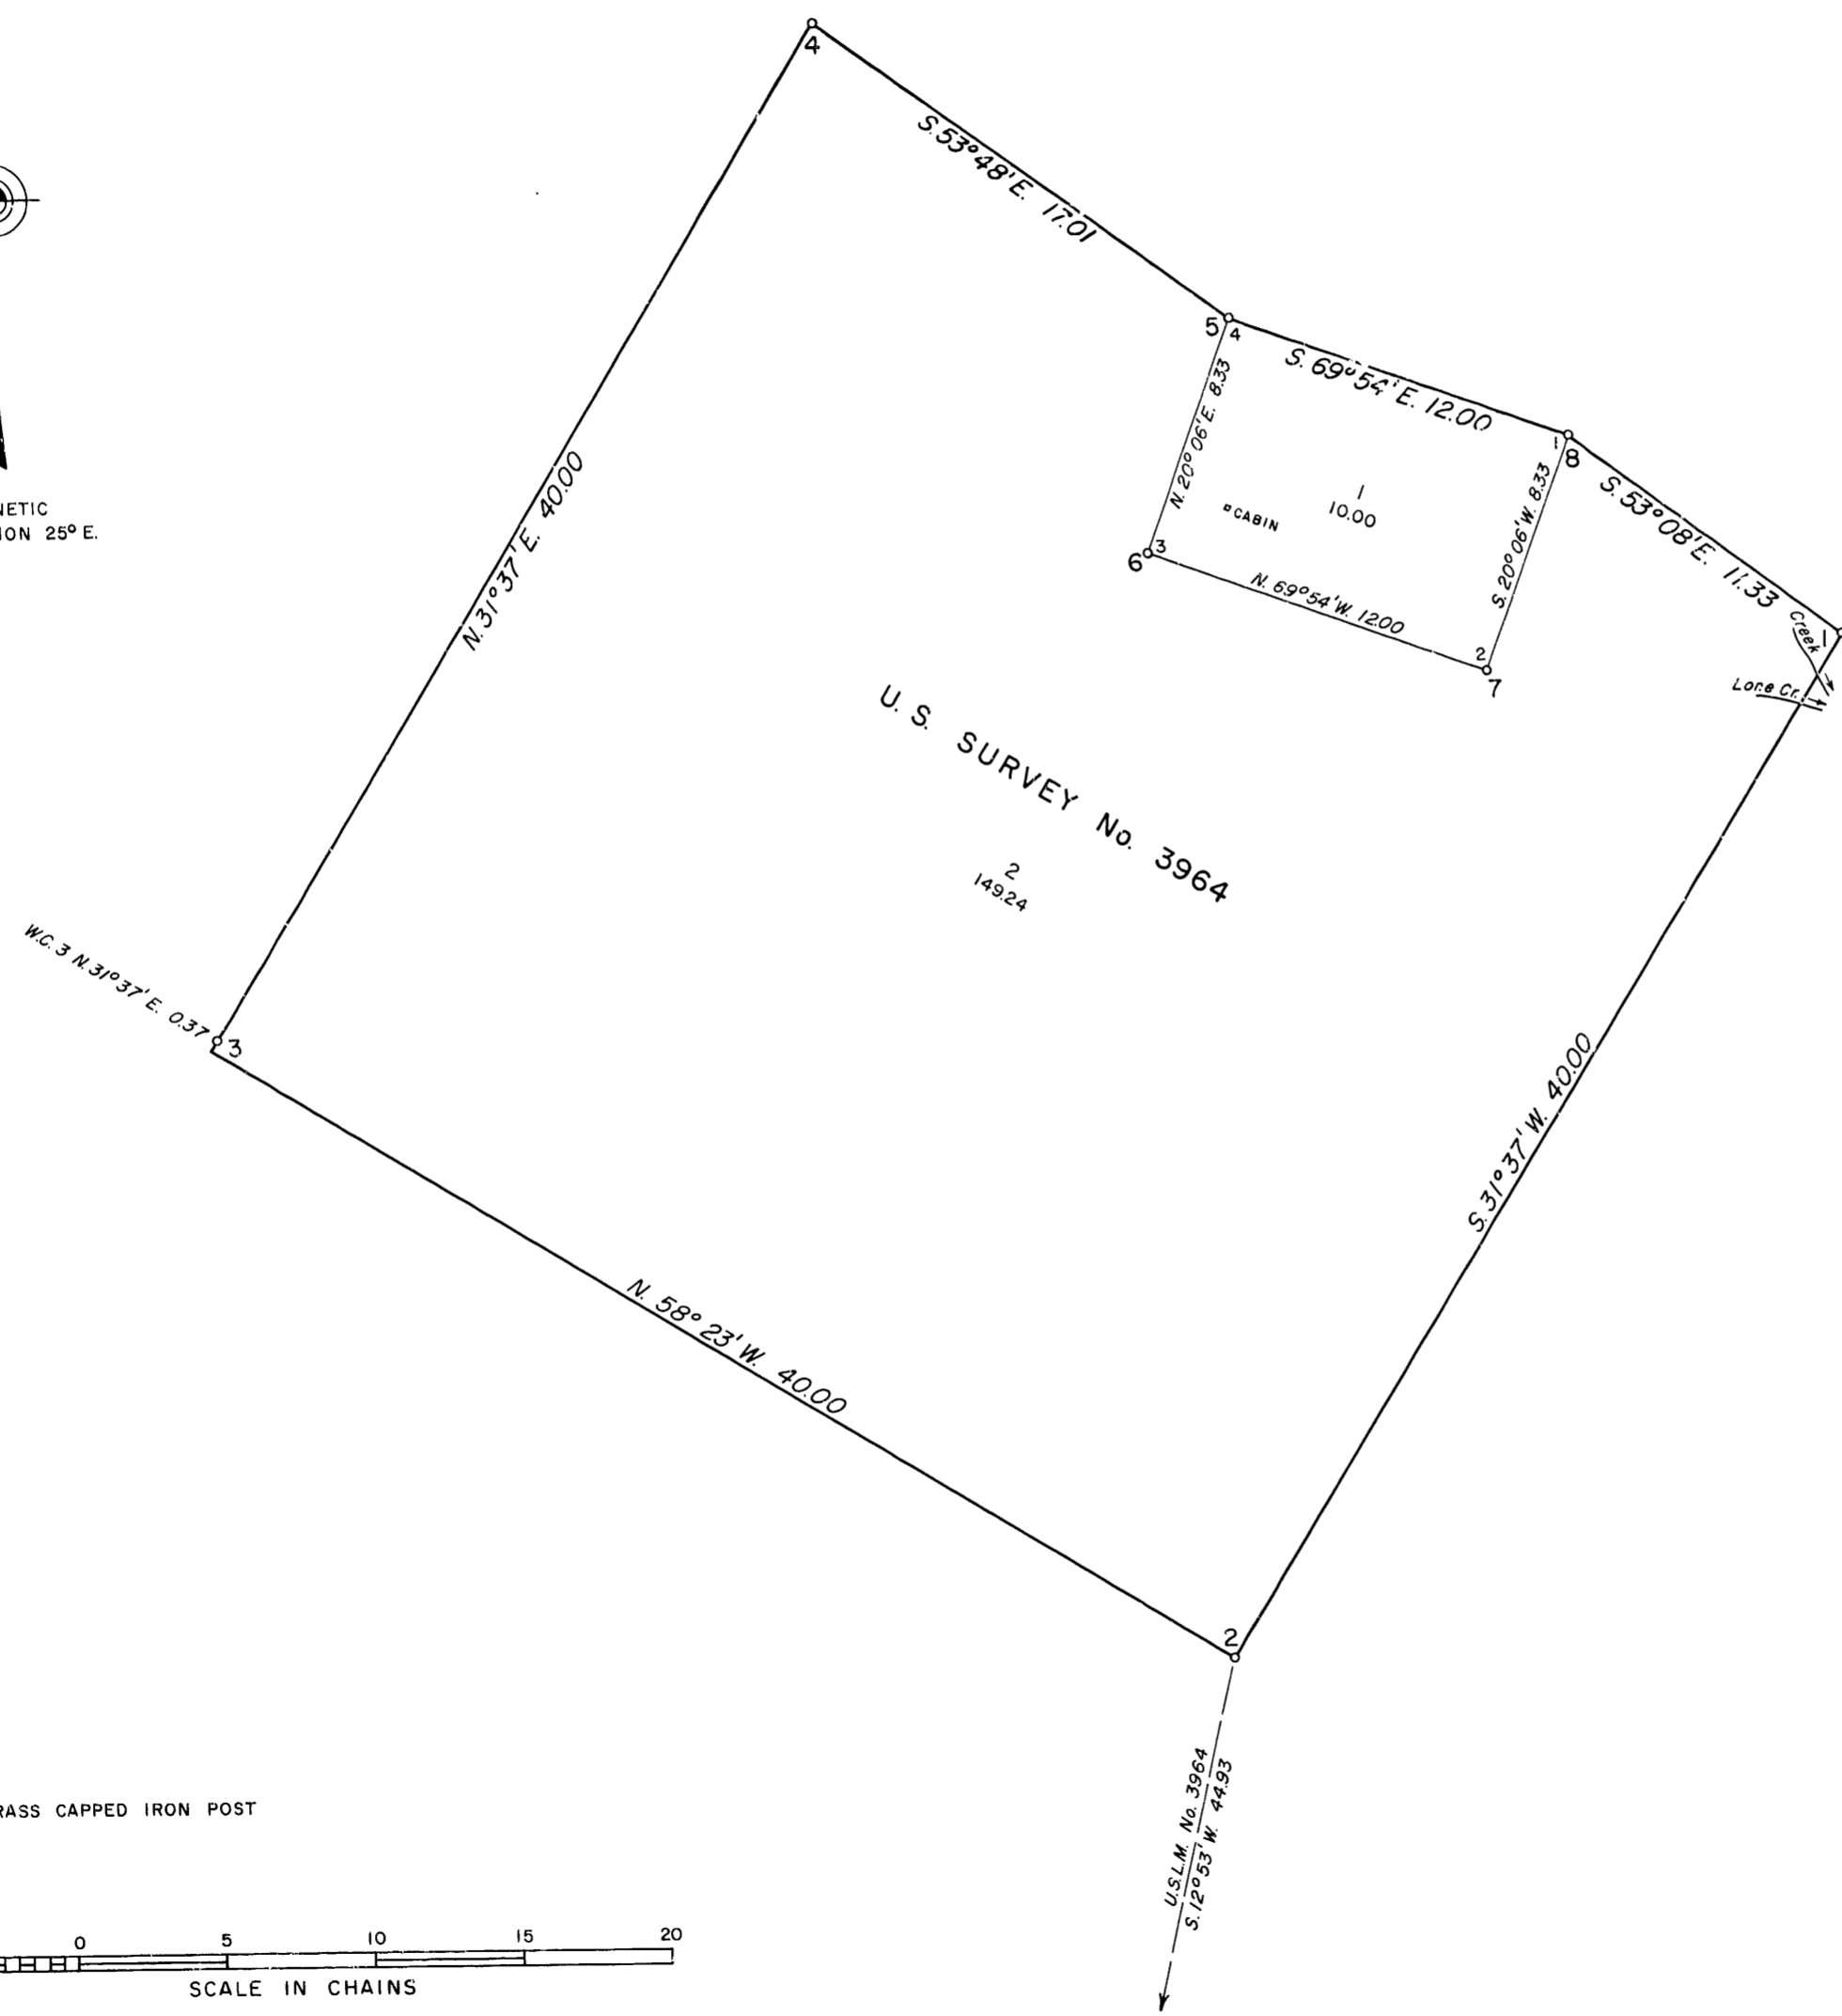 4
S. 53° 48' E. 17.01
5
4
S. 69° 54' E. 12.00
1
8
N. 20° 06' E. 8.33
S. 20° 06' W. 8.33
CABIN
1
10.00
3
6
N. 69° 54' W. 12.00
2
7
S. 53° 08' E. 11.33
1
Creek
Lone Cr.
NETIC
ION 25° E.
N. 31° 37' E. 40.00
U. S. SURVEY No. 3964
2
149.24
W.C. 3 N. 31° 37' E. 0.37
3
S. 31° 37' W. 40.00
N. 58° 23' W. 40.00
2
U.S.L.M. No. 3964
S. 12° 53' W. 44.93
RASS CAPPED IRON POST
0 5 10 15 20
SCALE IN CHAINS